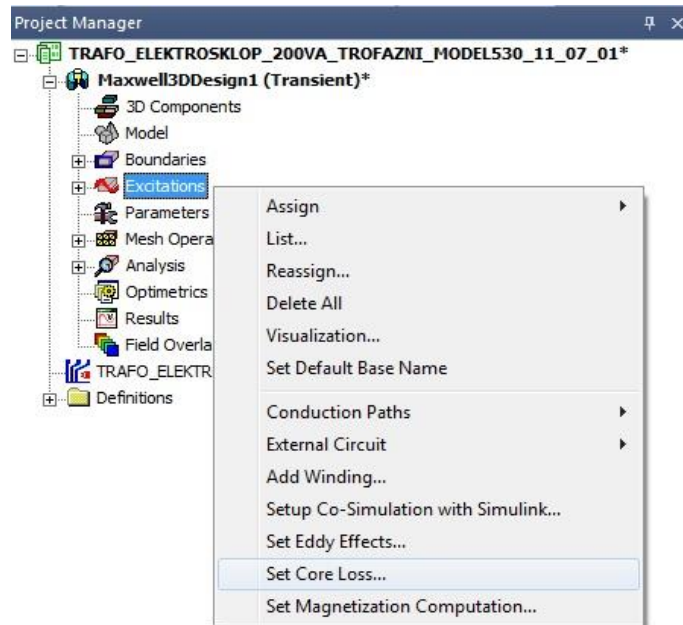 Project Manager
TRAFO_ELEKTROSKLOP_200VA_TROFAZNI_MODEL530_11_07_01*
Maxwell3DDesign1 (Transient)*
3D Components
Model
Boundaries
Excitations
Parameters
Mesh Opera
Analysis
Optimetrics
Results
Field Overla
TRAFO_ELEKTR
Definitions
Assign
List...
Reassign...
Delete All
Visualization...
Set Default Base Name
Conduction Paths
External Circuit
Add Winding...
Setup Co-Simulation with Simulink...
Set Eddy Effects...
Set Core Loss...
Set Magnetization Computation...